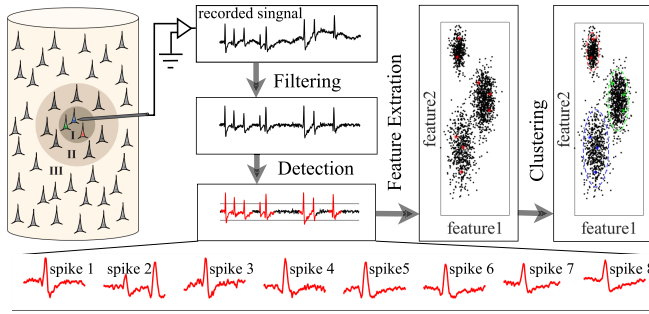 recorded singnal
Filtering
Detection
Feature Extration
feature2
feature1
Clustering
feature2
feature1
I
II
III
spike 1
spike 2
spike 3
spike 4
spike5
spike 6
spike 7
spike 8